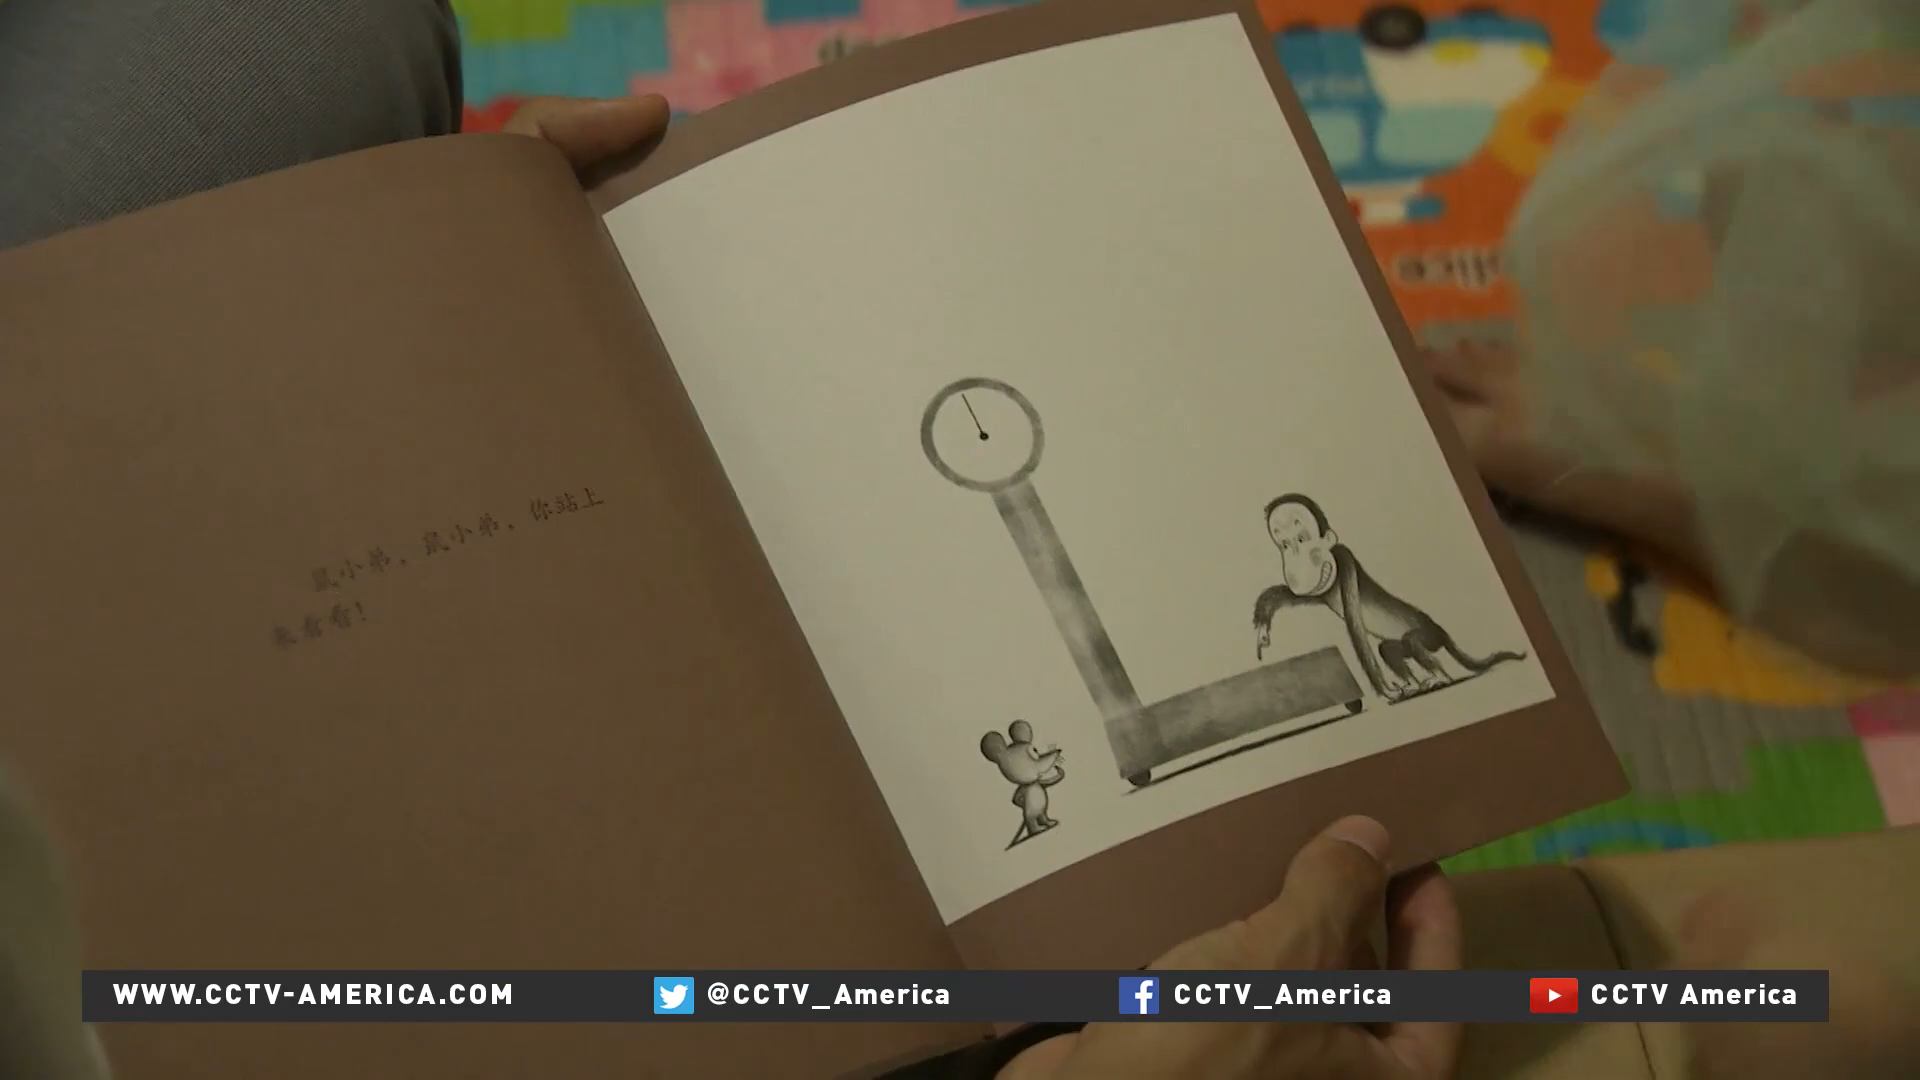 鼠小弟，鼠小弟，你站上
来看看！
WWW.CCTV-AMERICA.COM
@CCTV_America
CCTV_America
CCTV America